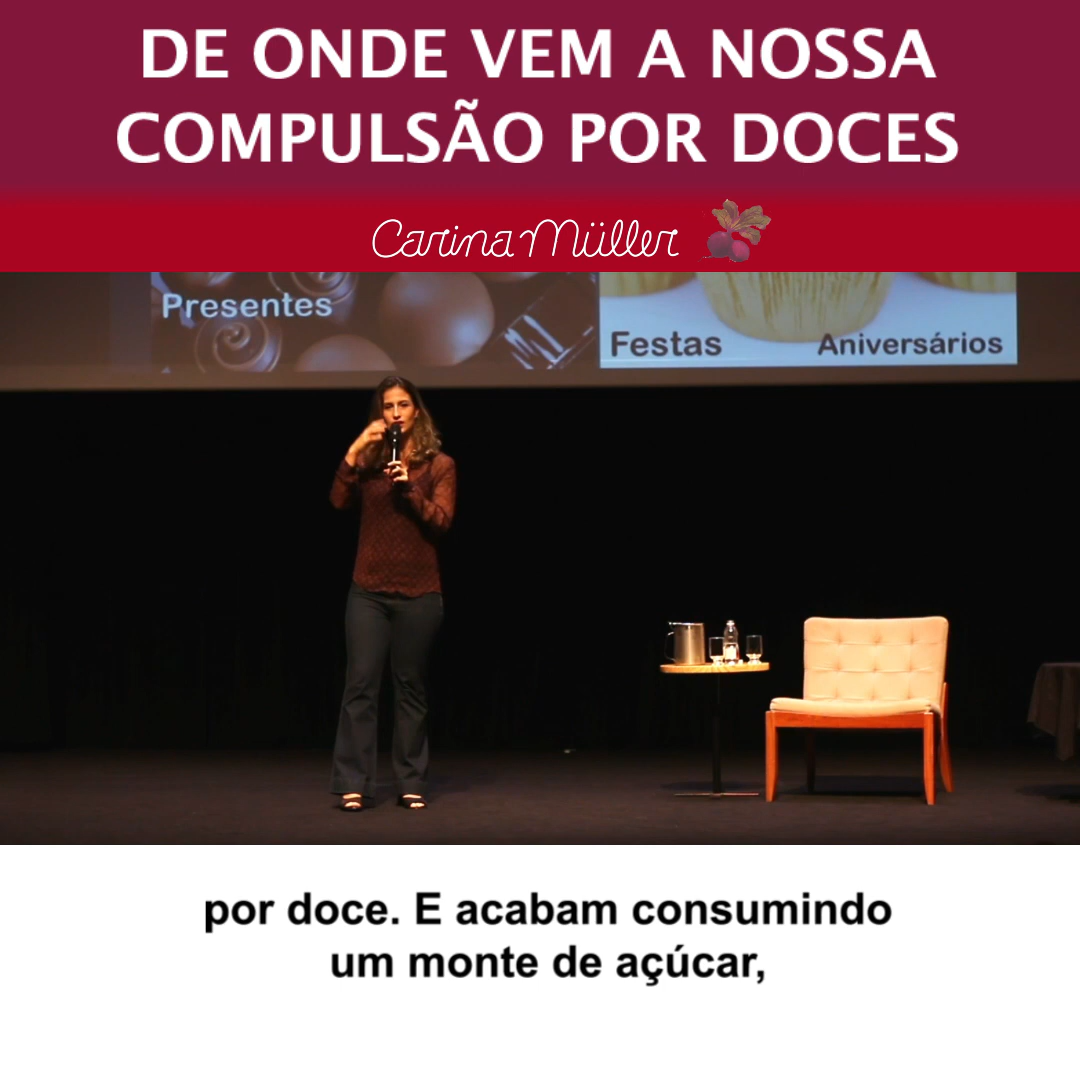 DE ONDE VEM A NOSSA
COMPULSÃO POR DOCES
Carina Müller
Presentes
Festas Aniversários
por doce. E acabam consumindo
um monte de açúcar,